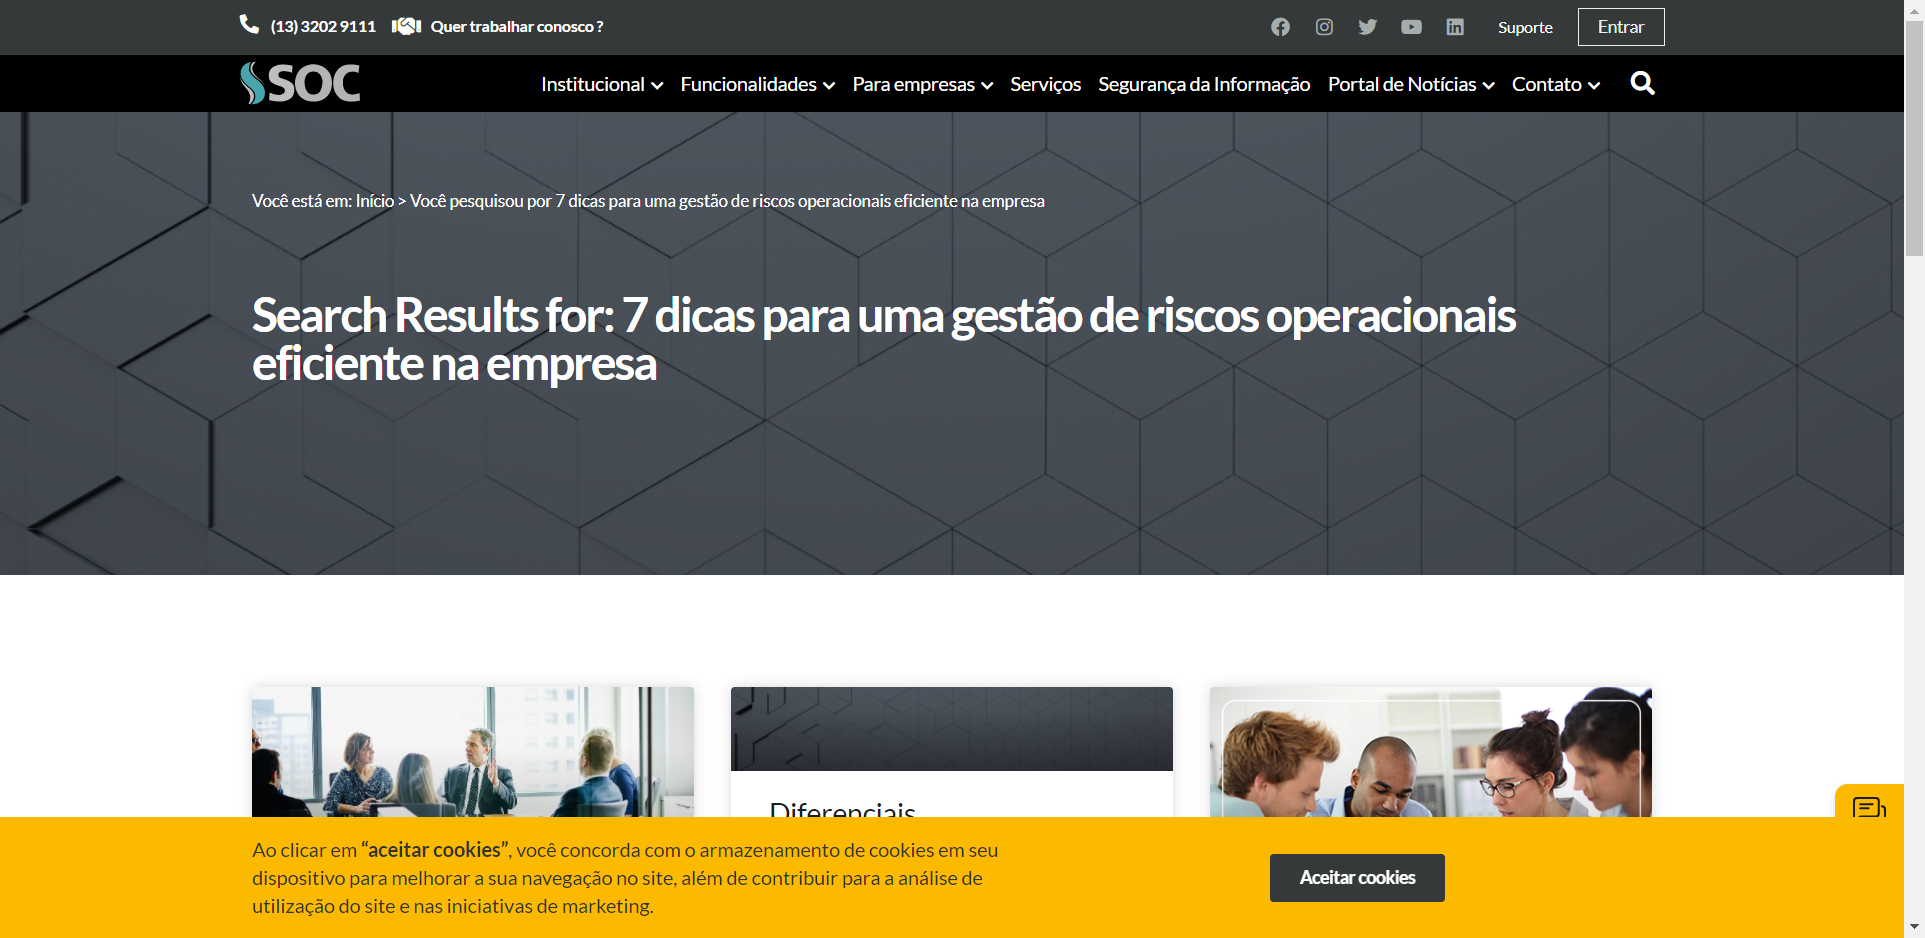 (13) 3202 9111 Quer trabalhar conosco ?
Suporte Entrar
SOC
Institucional Funcionalidades Para empresas Serviços Segurança da Informação Portal de Notícias Contato
Você está em: Início > Você pesquisou por 7 dicas para uma gestão de riscos operacionais eficiente na empresa
Search Results for: 7 dicas para uma gestão de riscos operacionais
eficiente na empresa
Diferenciais
Ao clicar em “aceitar cookies”, você concorda com o armazenamento de cookies em seu
dispositivo para melhorar a sua navegação no site, além de contribuir para a análise de
utilização do site e nas iniciativas de marketing.
Aceitar cookies